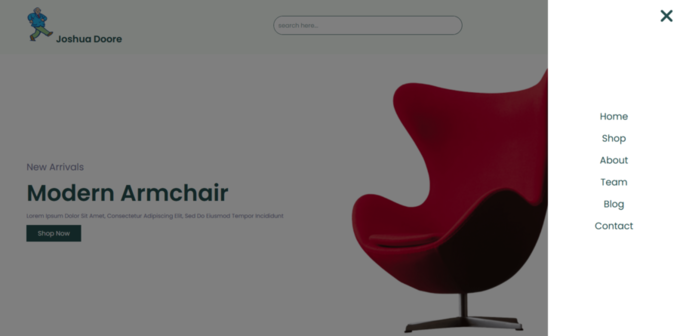 Joshua Doore
search here...
New Arrivals
Modern Armchair
Lorem Ipsum Dolor Sit Amet, Consectetur Adipiscing Elit, Sed Do Eiusmod Tempor Incididunt
Shop Now
Home
Shop
About
Team
Blog
Contact